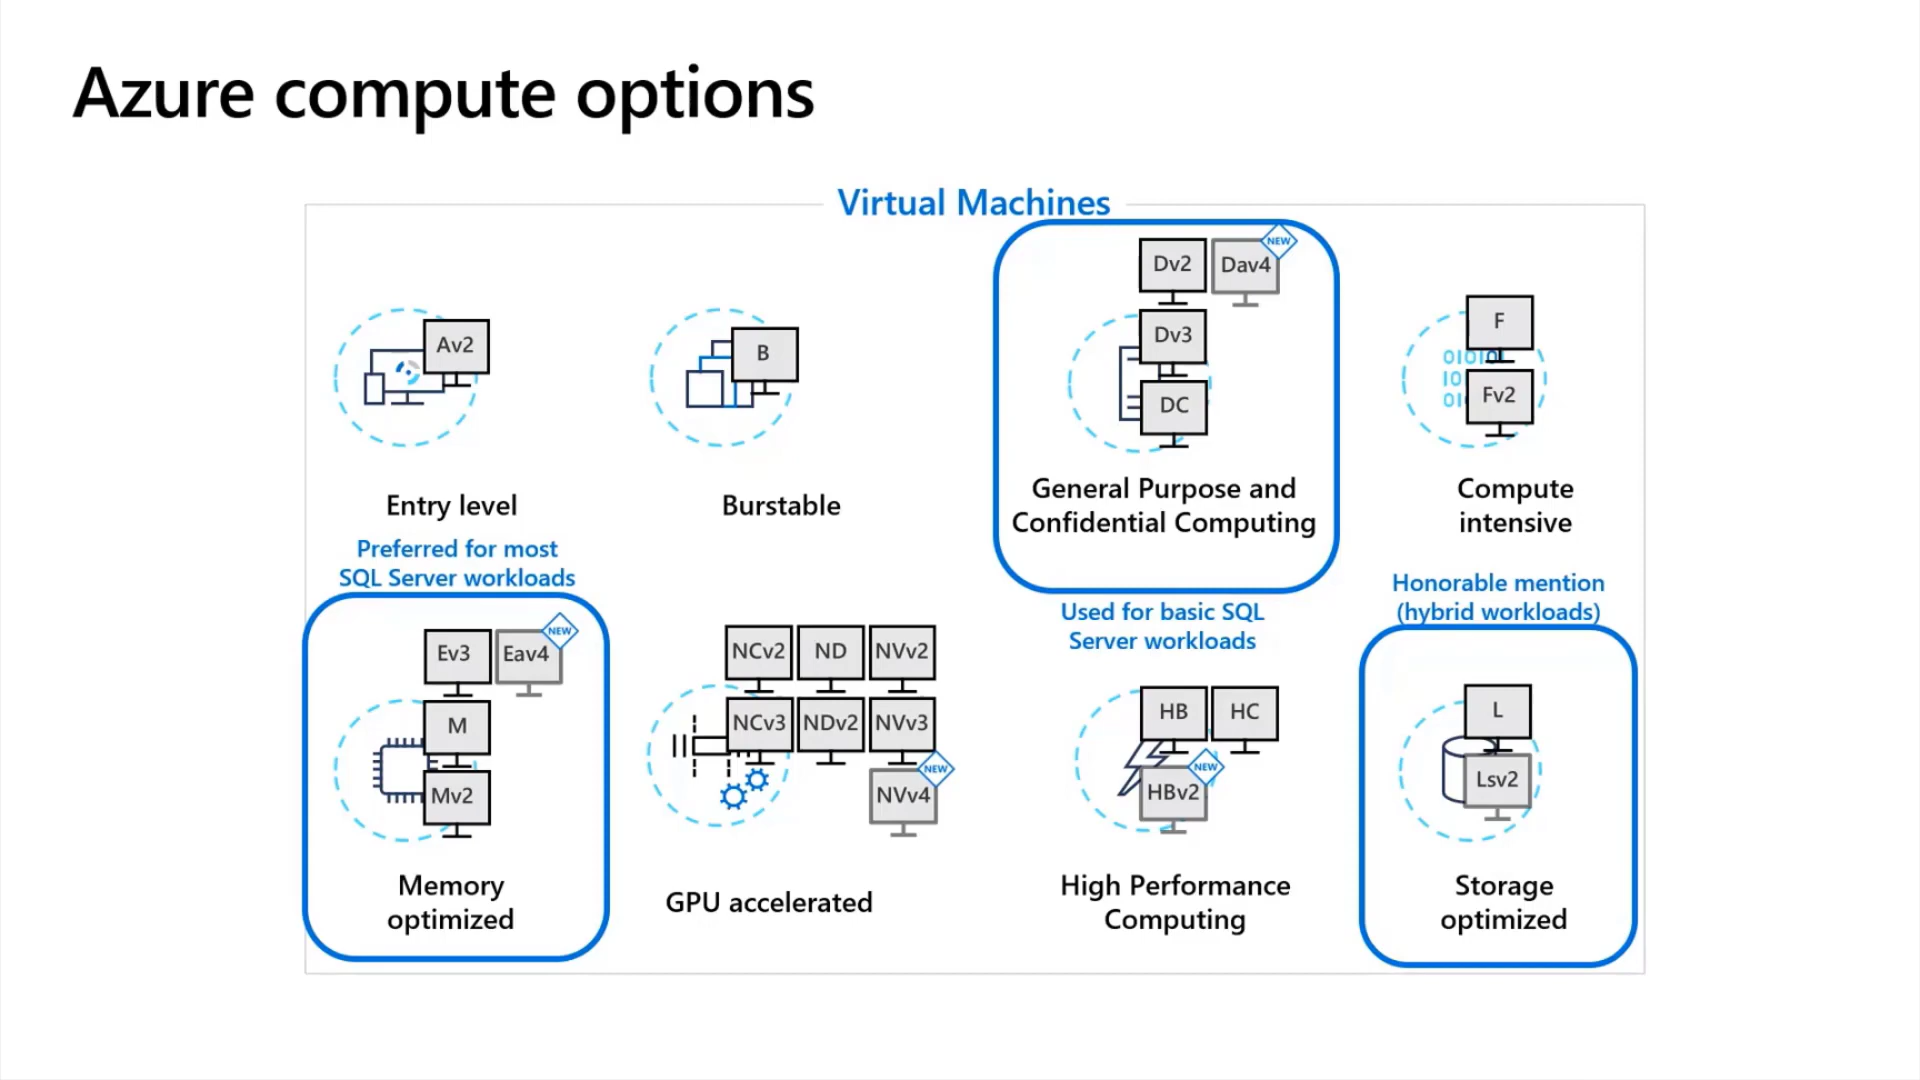 Azure compute options
Virtual Machines
Av2
Entry level
B
Burstable
Dv2
Dav4
NEW
Dv3
DC
General Purpose and
Confidential Computing
Used for basic SQL
Server workloads
F
Fv2
Compute
intensive
Preferred for most
SQL Server workloads
Ev3
Eav4
NEW
M
Mv2
Memory
optimized
NCv2
ND
NVv2
NCv3
NDv2
NVv3
NEW
NVv4
GPU accelerated
HB
HC
NEW
HBv2
High Performance
Computing
Honorable mention
(hybrid workloads)
L
Lsv2
Storage
optimized